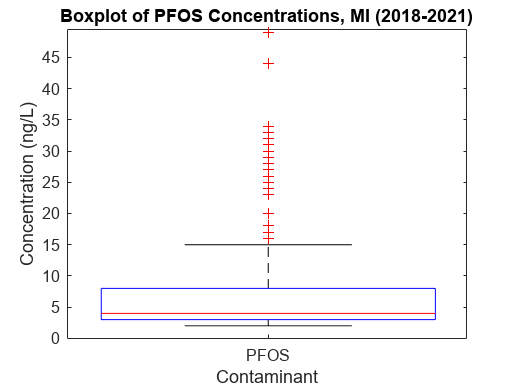 Boxplot of PFOS Concentrations, MI (2018-2021)
Concentration (ng/L)
45
40
35
30
25
20
15
10
5
0
PFOS
Contaminant